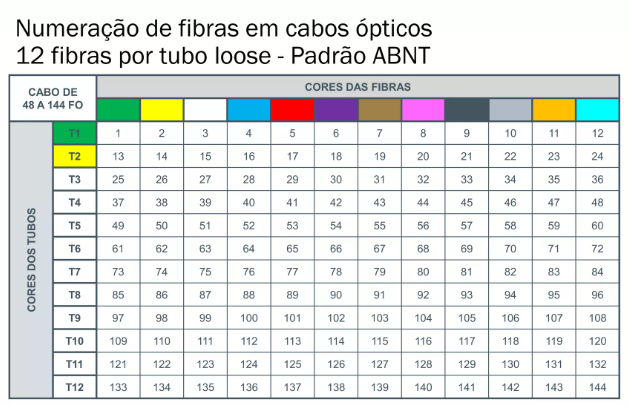 Numeração de fibras em cabos ópticos
12 fibras por tubo loose - Padrão ABNT
CABO DE
48 A 144 FO
CORES DAS FIBRAS
CORES DOS TUBOS
T1 1 2 3 4 5 6 7 8 9 10 11 12
T2 13 14 15 16 17 18 19 20 21 22 23 24
T3 25 26 27 28 29 30 31 32 33 34 35 36
T4 37 38 39 40 41 42 43 44 45 46 47 48
T5 49 50 51 52 53 54 55 56 57 58 59 60
T6 61 62 63 64 65 66 67 68 69 70 71 72
T7 73 74 75 76 77 78 79 80 81 82 83 84
T8 85 86 87 88 89 90 91 92 93 94 95 96
T9 97 98 99 100 101 102 103 104 105 106 107 108
T10 109 110 111 112 113 114 115 116 117 118 119 120
T11 121 122 123 124 125 126 127 128 129 130 131 132
T12 133 134 135 136 137 138 139 140 141 142 143 144